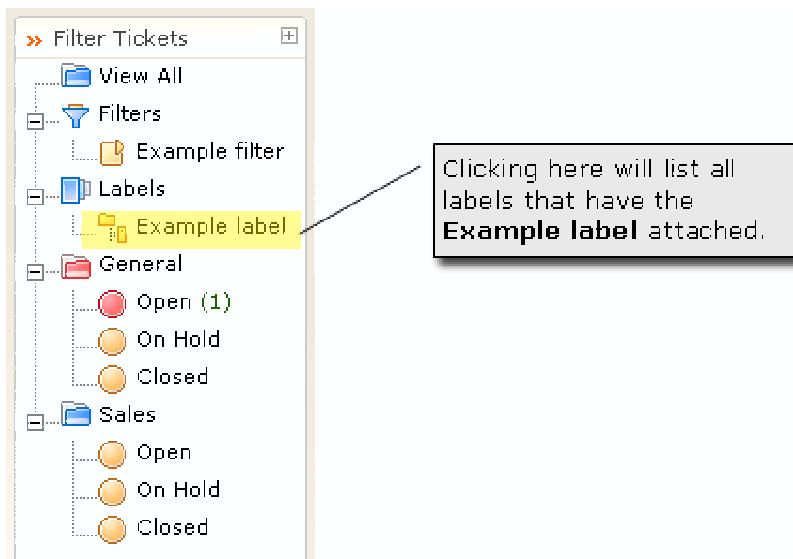 Filter Tickets
View All
Filters
Example filter
Labels
Example label
General
Open (1)
On Hold
Closed
Sales
Open
On Hold
Closed
Clicking here will list all
labels that have the
Example label attached.